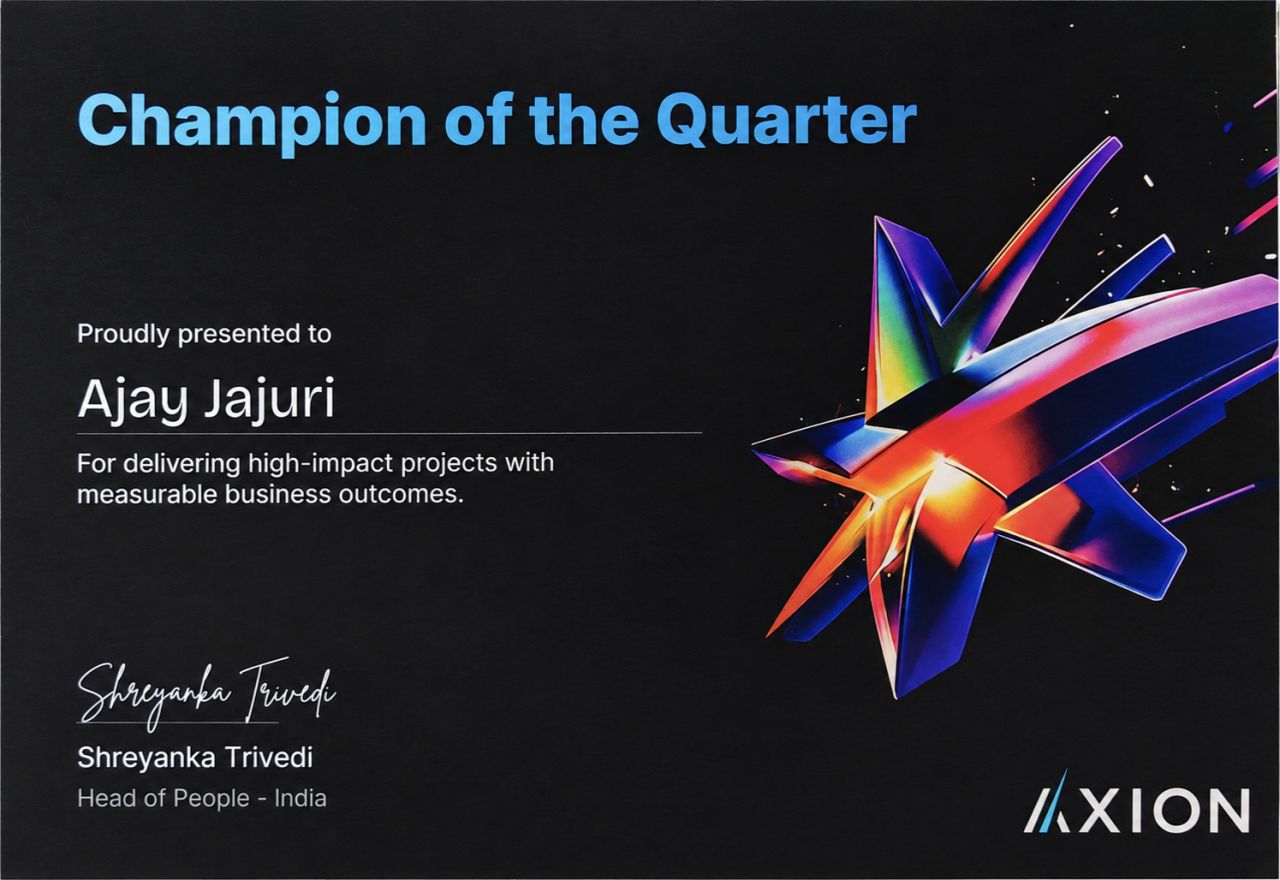 Champion of the Quarter
Proudly presented to
Ajay Jajuri
For delivering high-impact projects with
measurable business outcomes.
Shreyanka Trivedi
Shreyanka Trivedi
Head of People - India
AXION